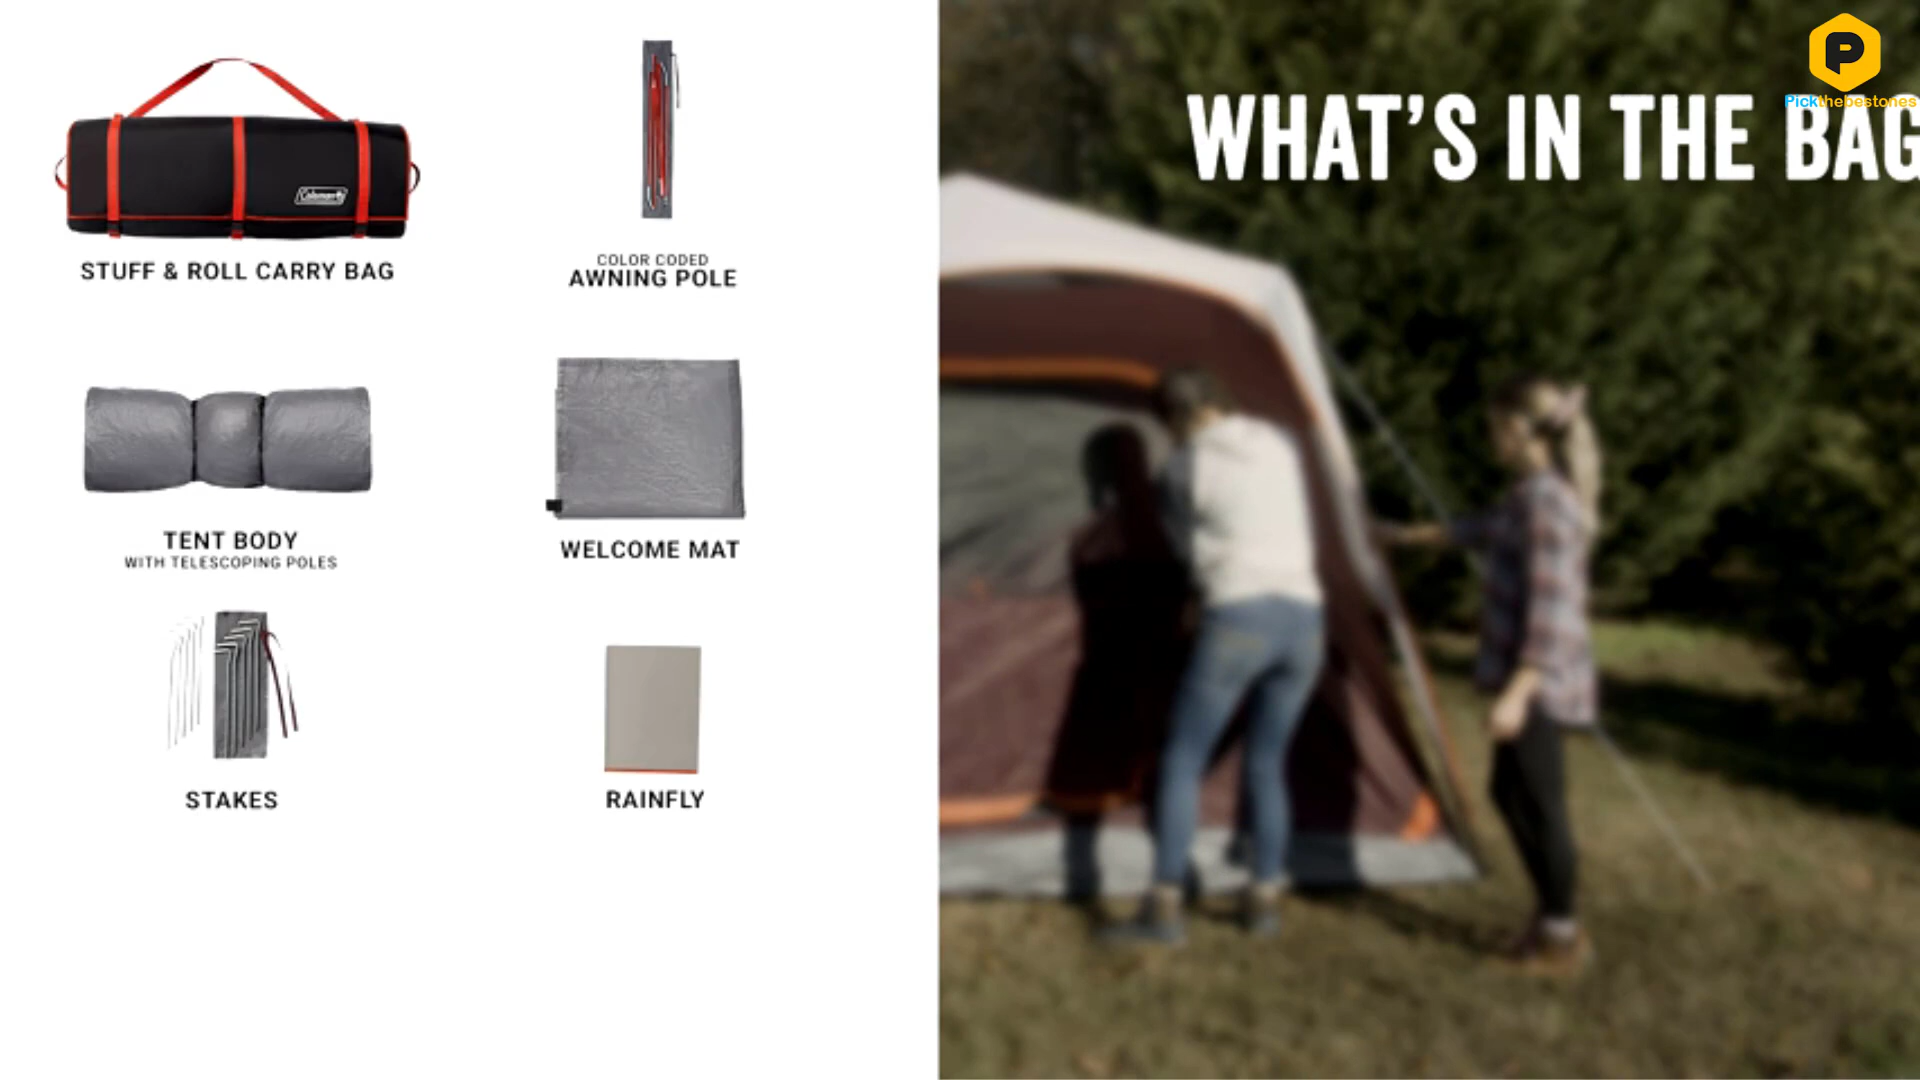 Coleman
STUFF & ROLL CARRY BAG
COLOR CODED
AWNING POLE
TENT BODY
WITH TELESCOPING POLES
WELCOME MAT
STAKES
RAINFLY
P
Pickthebestones
WHAT'S IN THE BAG